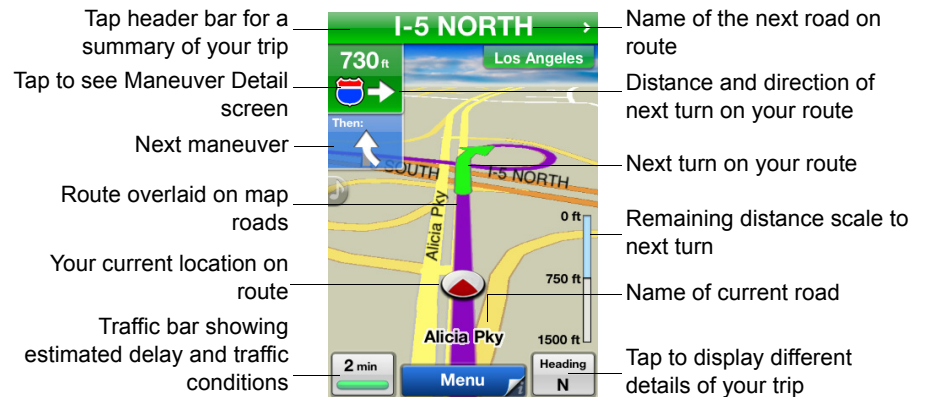 Tap header bar for a
summary of your trip
Tap to see Maneuver Detail
screen
Next maneuver
Route overlaid on map
roads
Your current location on
route
Traffic bar showing
estimated delay and traffic
conditions
I-5 NORTH
730 ft
Los Angeles
Then:
SOUTH
I-5 NORTH
Alicia Pky
0 ft
750 ft
1500 ft
Alicia Pky
2 min
Menu
Heading
N
Name of the next road on
route
Distance and direction of
next turn on your route
Next turn on your route
Remaining distance scale to
next turn
Name of current road
Tap to display different
details of your trip